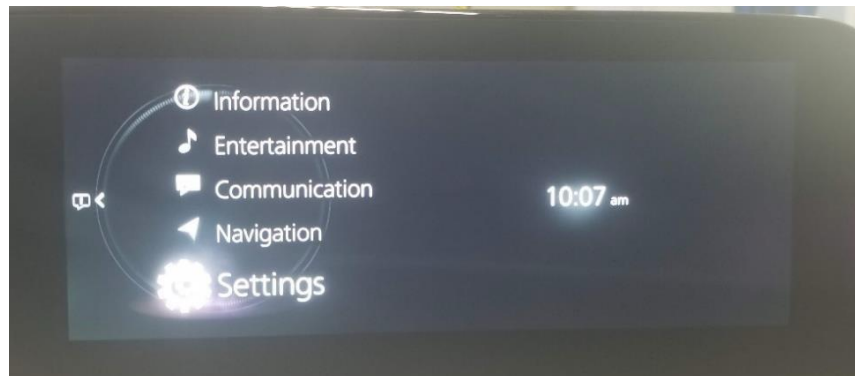 Information
Entertainment
Communication
Navigation
Settings
10:07 am